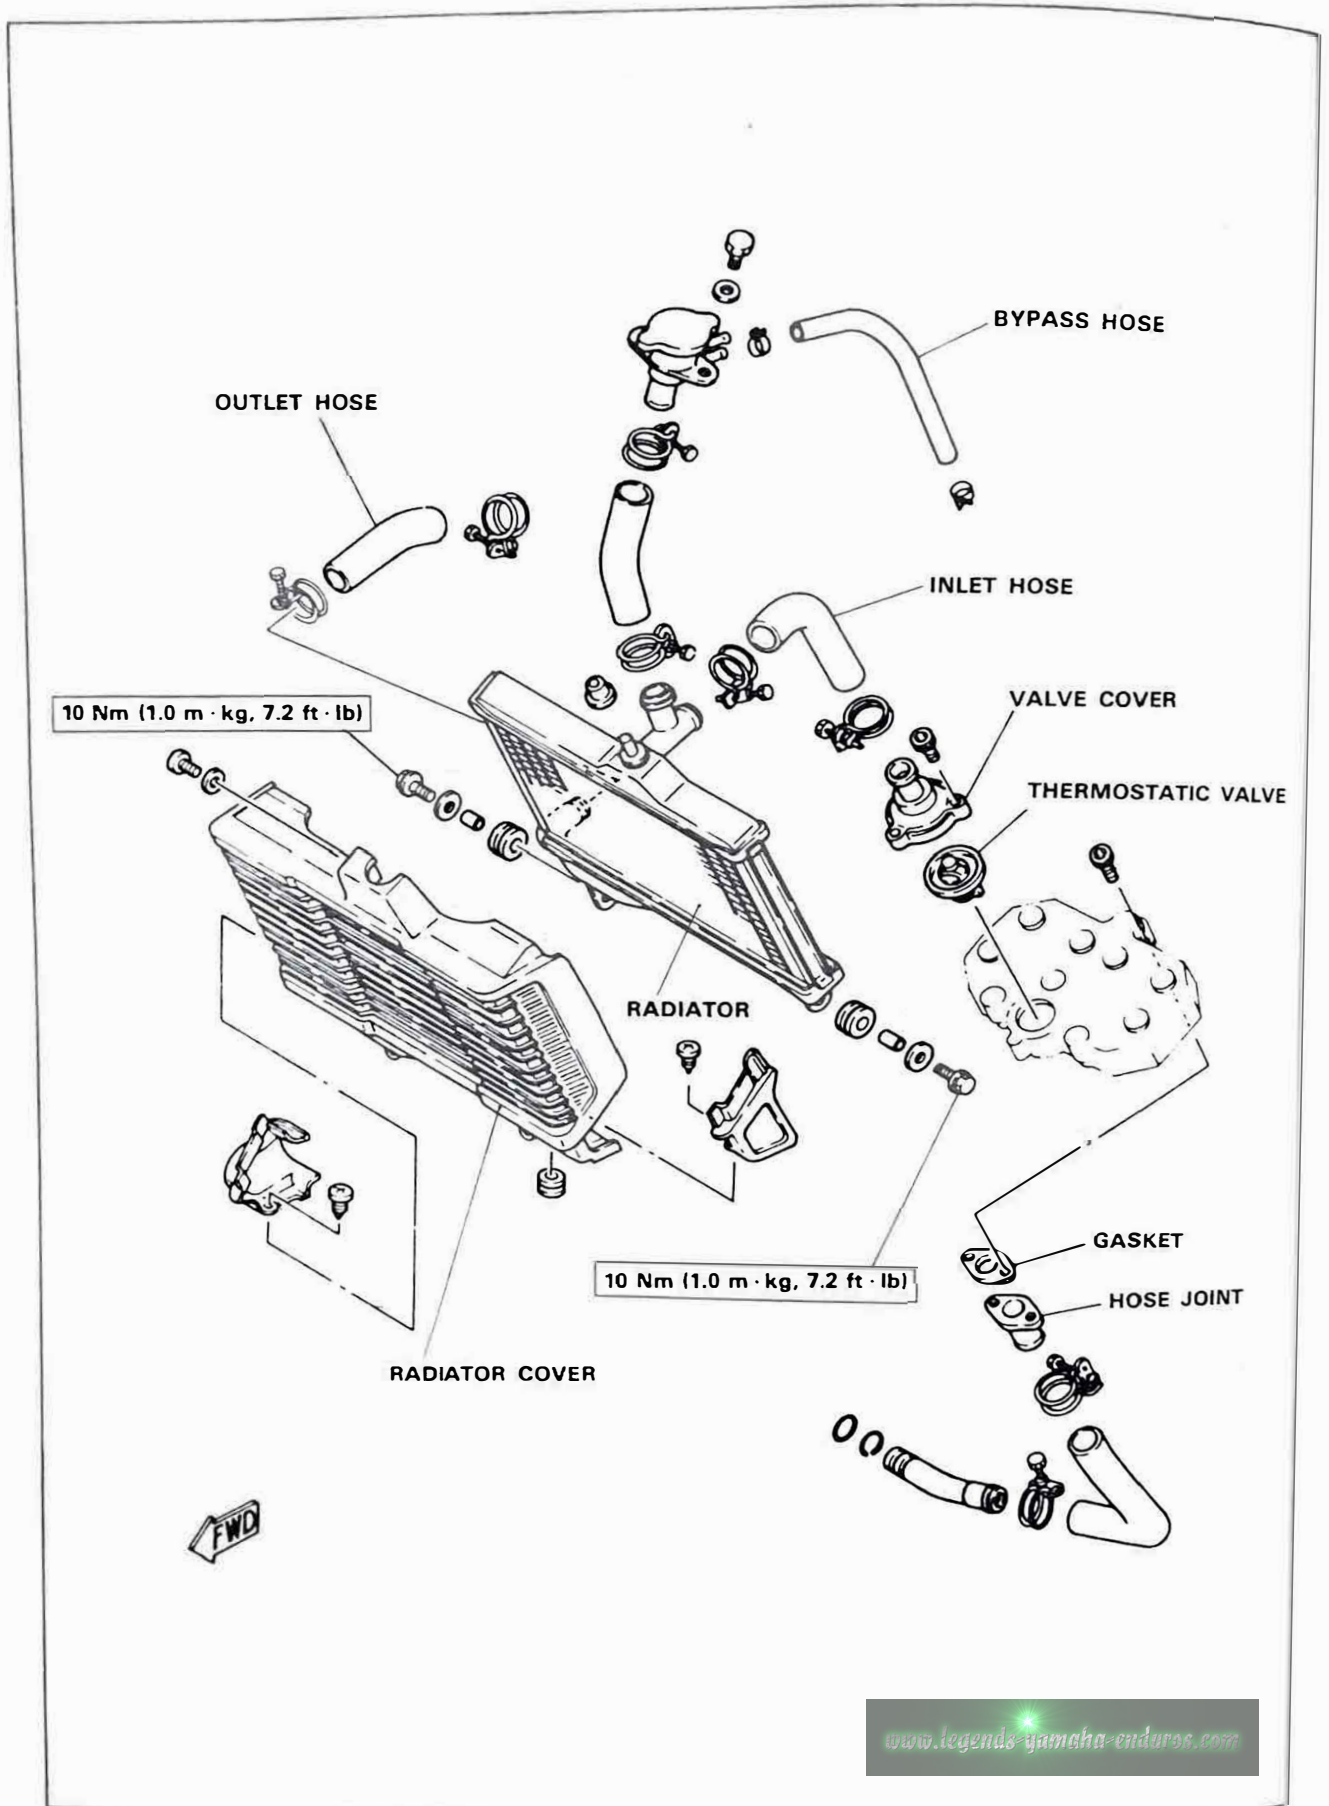 BYPASS HOSE
OUTLET HOSE
INLET HOSE
10 Nm (1.0 m · kg, 7.2 ft · lb)
VALVE COVER
THERMOSTATIC VALVE
RADIATOR
GASKET
10 Nm (1.0 m · kg, 7.2 ft · lb)
HOSE JOINT
RADIATOR COVER
FWD
www.legends-yamaha-enduros.com